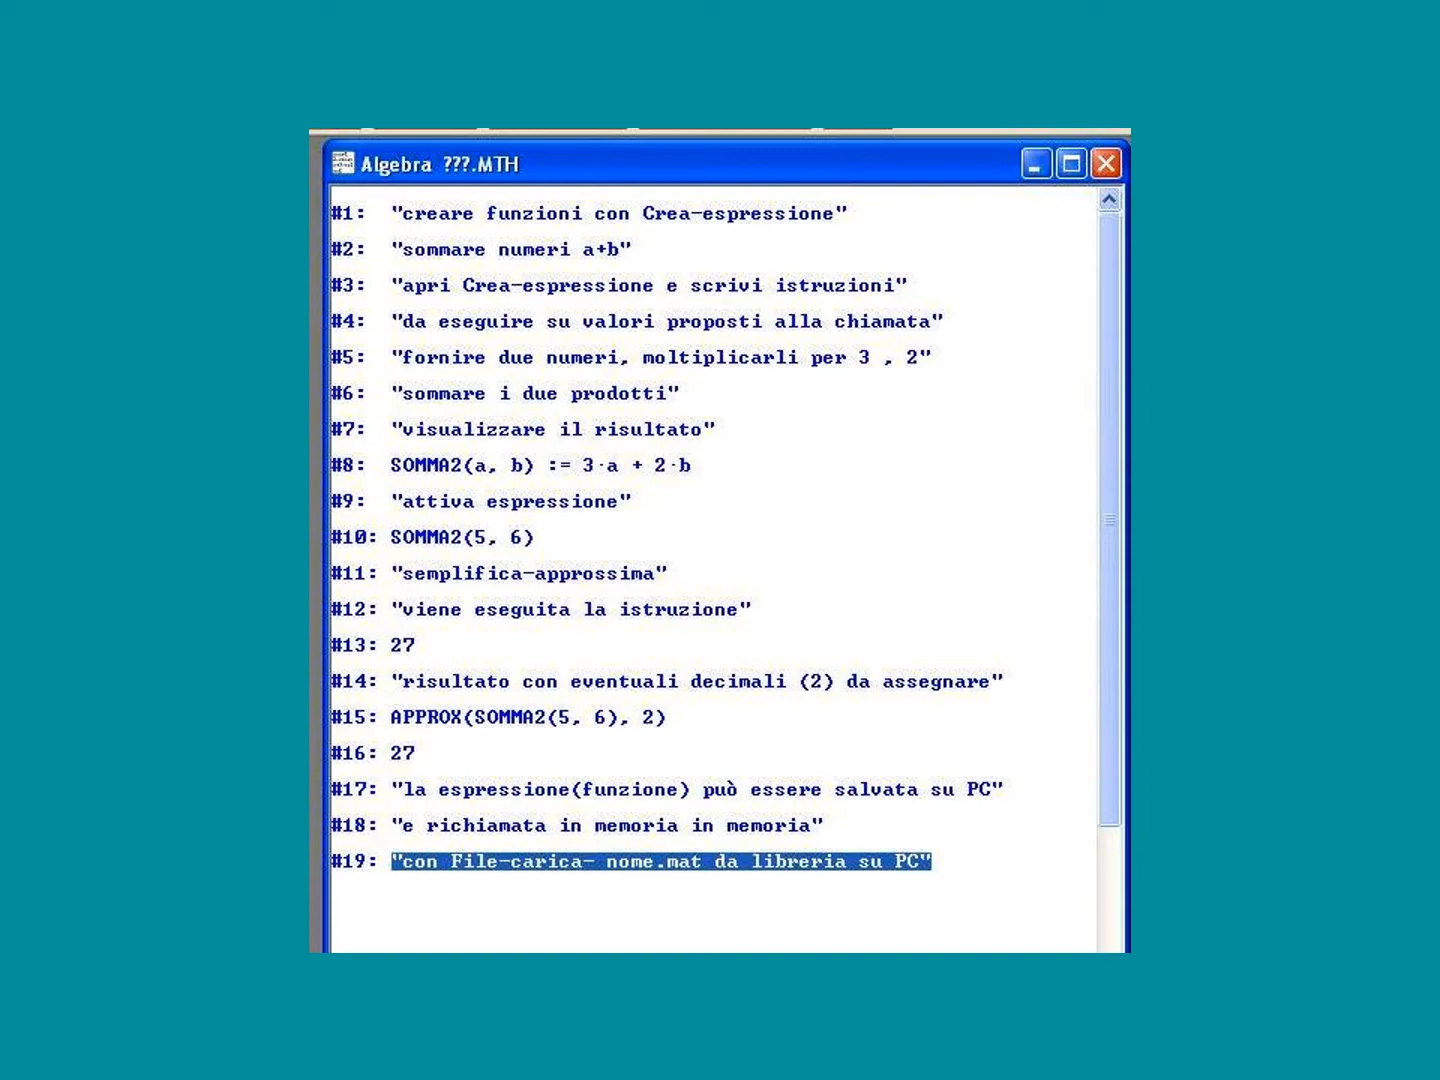 Algebra ???.MTH
#1: "creare funzioni con Crea-espressione"
#2: "sommare numeri a+b"
#3: "apri Crea-espressione e scrivi istruzioni"
#4: "da eseguire su valori proposti alla chiamata"
#5: "fornire due numeri, moltiplicarli per 3 , 2"
#6: "sommare i due prodotti"
#7: "visualizzare il risultato"
#8: SOMMA2(a, b) := 3·a + 2·b
#9: "attiva espressione"
#10: SOMMA2(5, 6)
#11: "semplifica-approssima"
#12: "viene eseguita la istruzione"
#13: 27
#14: "risultato con eventuali decimali (2) da assegnare"
#15: APPROX(SOMMA2(5, 6), 2)
#16: 27
#17: "la espressione(funzione) può essere salvata su PC"
#18: "e richiamata in memoria in memoria"
#19: "con File-carica- nome.mat da libreria su PC"